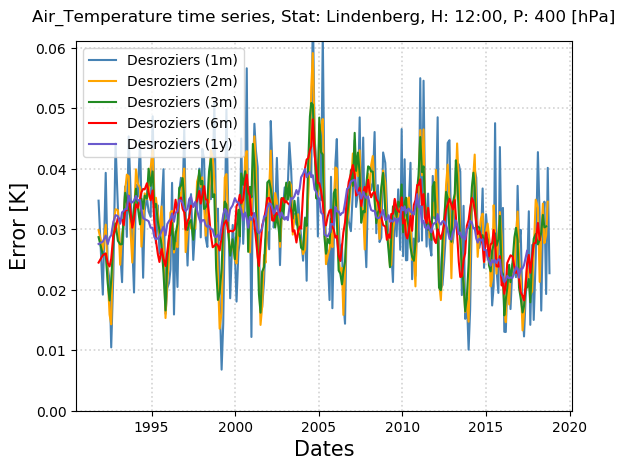 Air_Temperature time series, Stat: Lindenberg, H: 12:00, P: 400 [hPa]
0.06
0.05
0.04
0.03
0.02
0.01
0.00
Error [K]
Desroziers (1m)
Desroziers (2m)
Desroziers (3m)
Desroziers (6m)
Desroziers (1y)
1995 2000 2005 2010 2015 2020
Dates